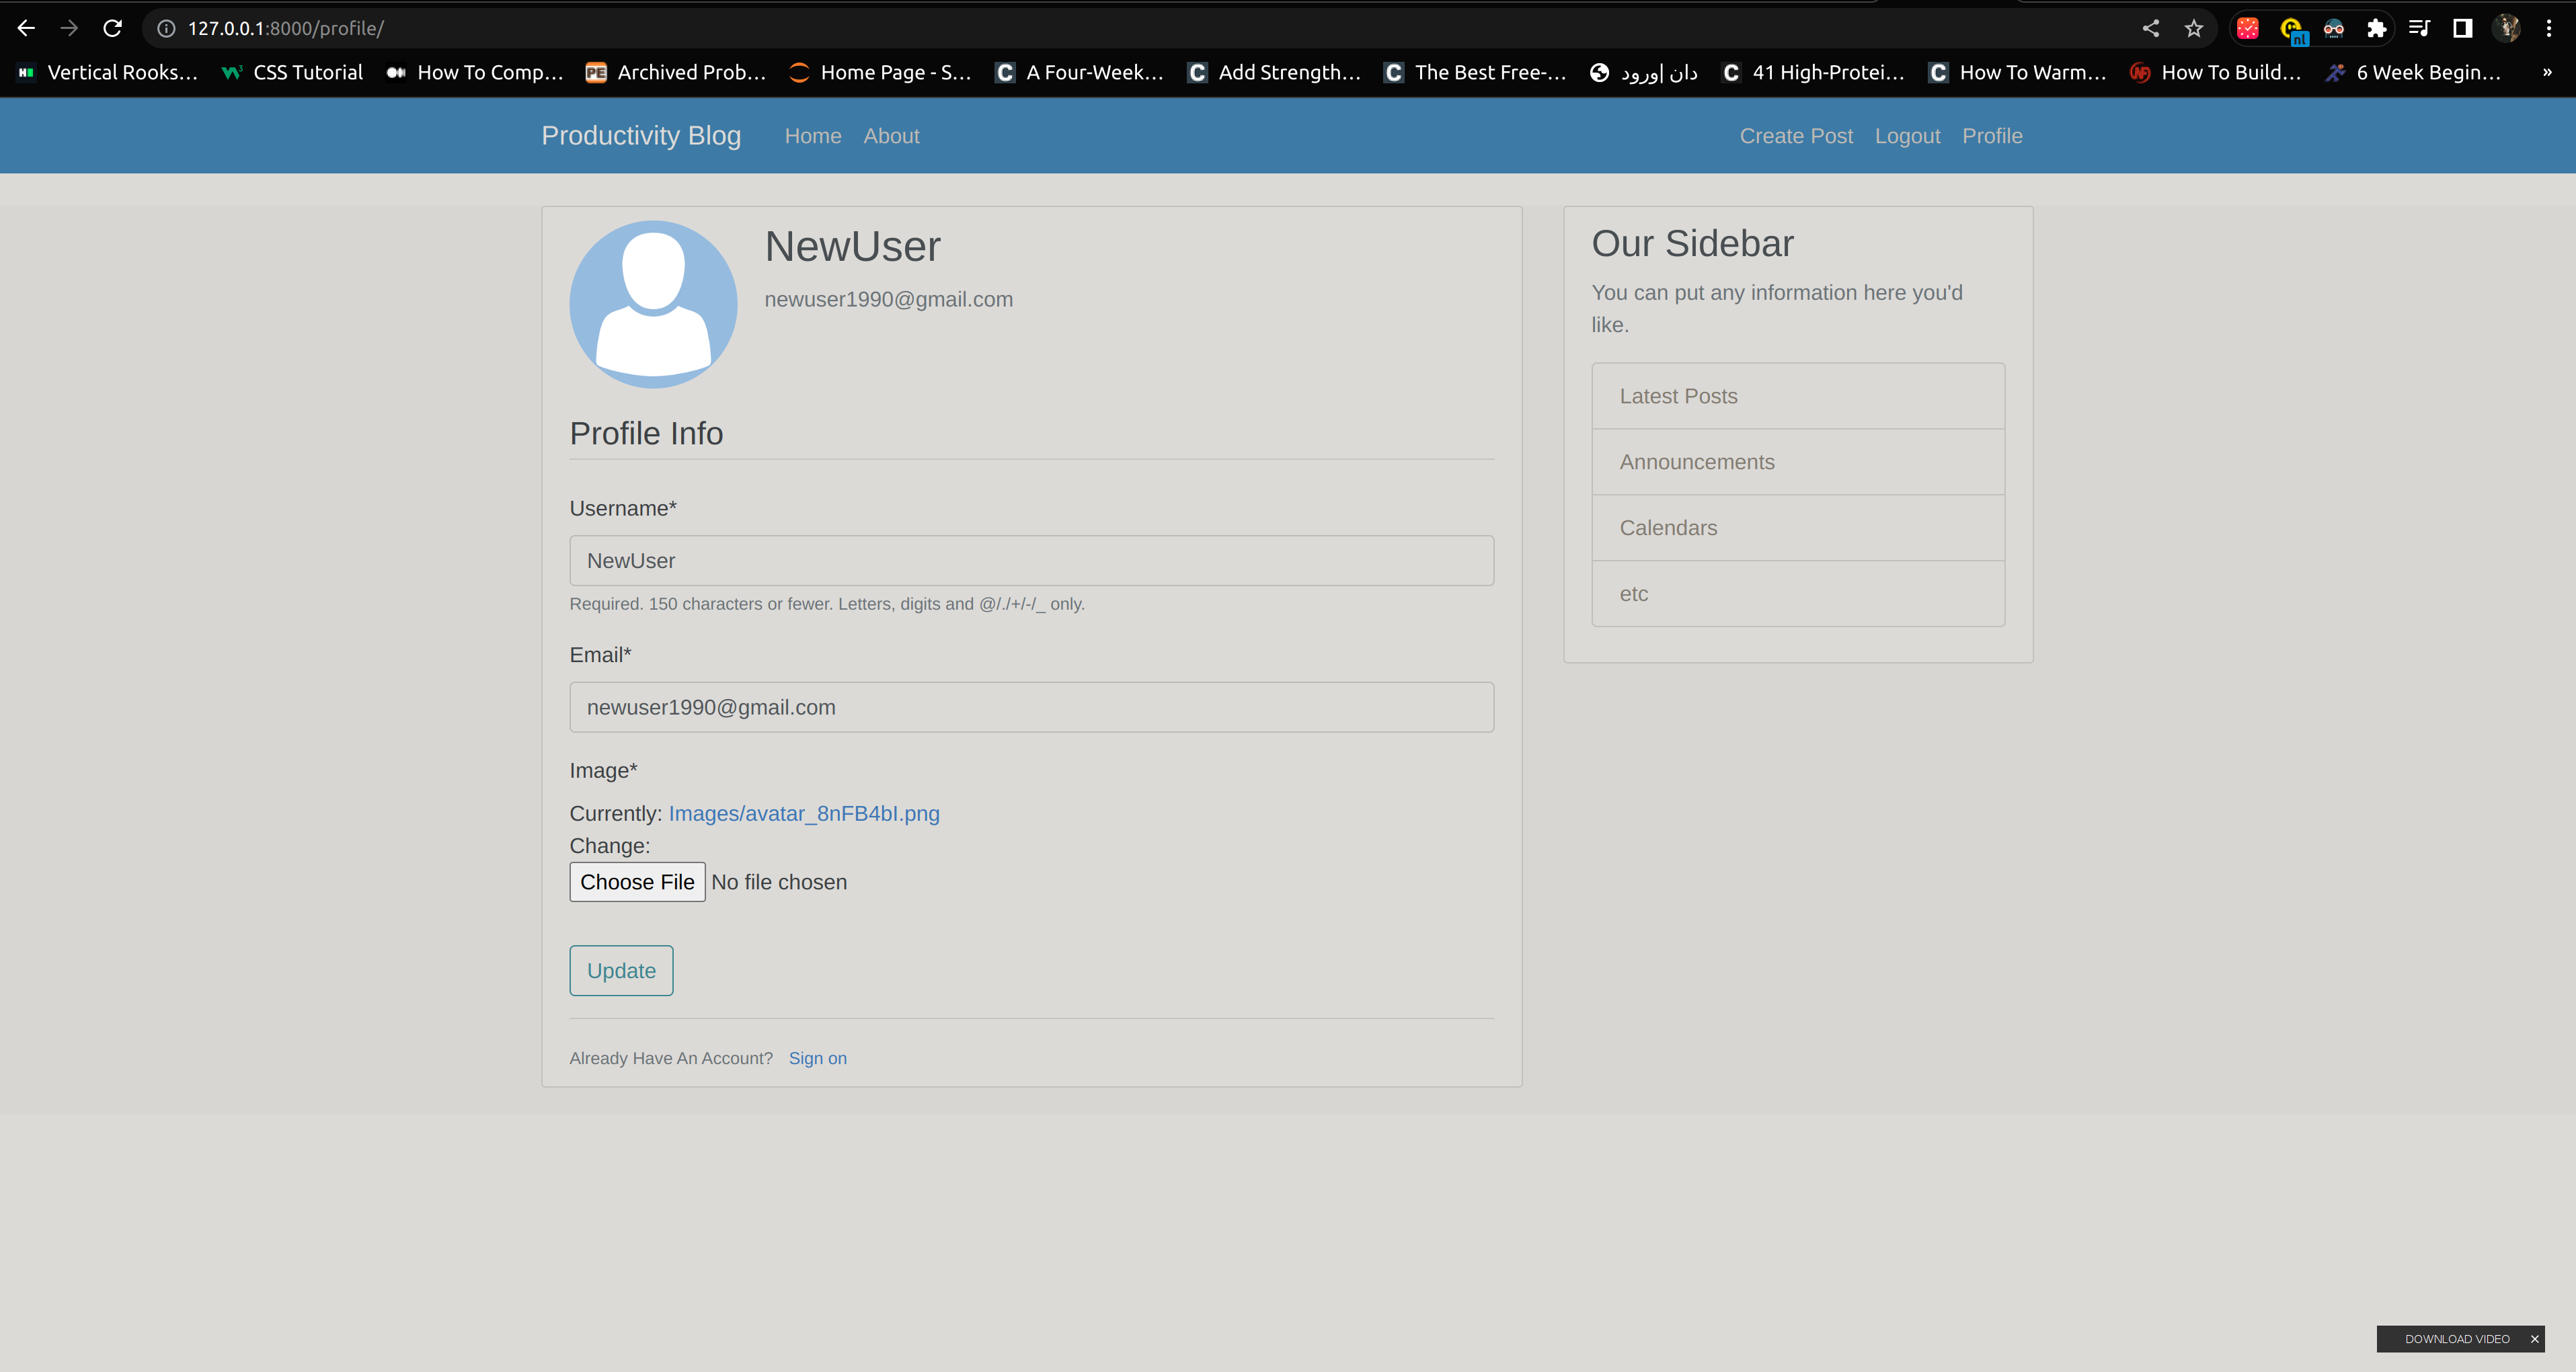 127.0.0.1:8000/profile/
nl
Vertical Rooks... CSS Tutorial How To Comp... PE Archived Prob... Home Page - S... C A Four-Week... C Add Strength... C The Best Free-... دان |ورود C 41 High-Protei... C How To Warm... How To Build... 6 Week Begin... »
Productivity Blog Home About Create Post Logout Profile
NewUser
newuser1990@gmail.com
Profile Info
Username*
NewUser
Required. 150 characters or fewer. Letters, digits and @/./+/-/_ only.
Email*
newuser1990@gmail.com
Image*
Currently: Images/avatar_8nFB4bI.png
Change:
Choose File No file chosen
Update
Already Have An Account? Sign on
Our Sidebar
You can put any information here you'd
like.
Latest Posts
Announcements
Calendars
etc
DOWNLOAD VIDEO ×